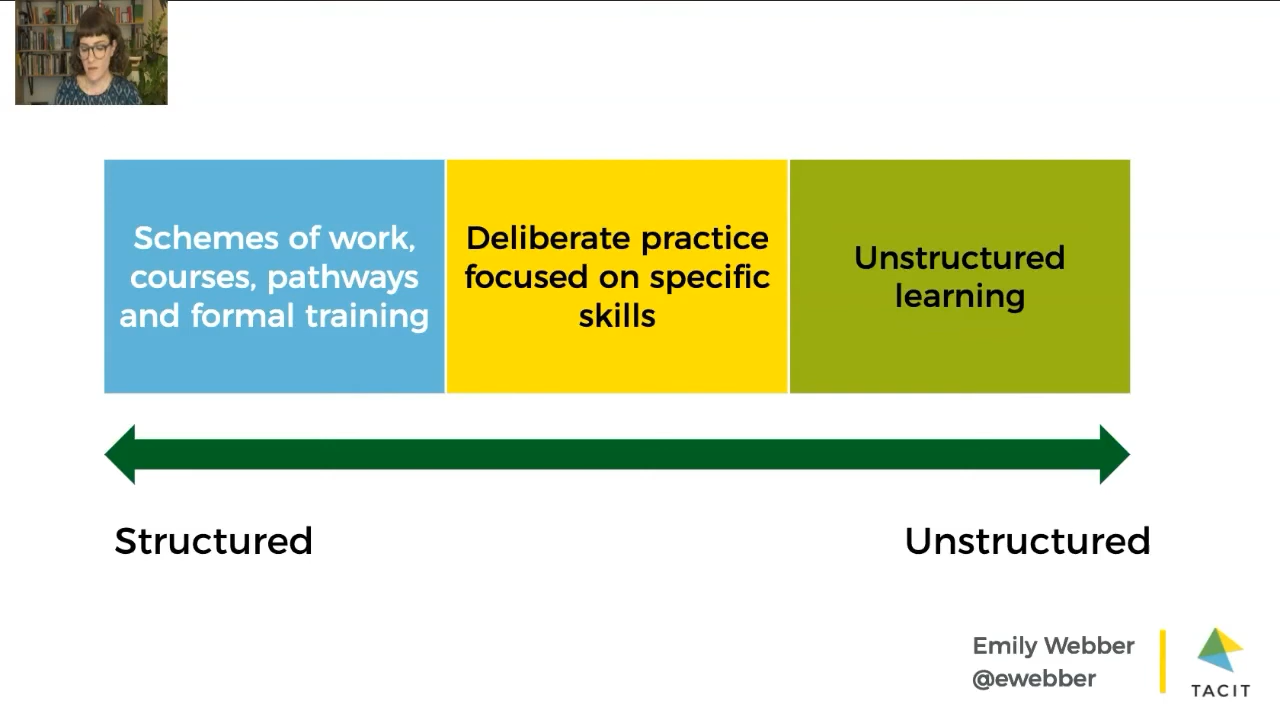 Schemes of work,
courses, pathways
and formal training
Deliberate practice
focused on specific
skills
Unstructured
learning
Structured
Unstructured
Emily Webber
@ewebber
TACIT